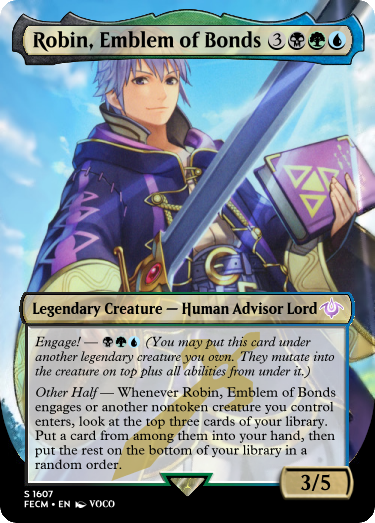 Robin, Emblem of Bonds 3
Legendary Creature — Human Advisor Lord
Engage! — (You may put this card under
another legendary creature you own. They mutate into
the creature on top plus all abilities from under it.)
Other Half — Whenever Robin, Emblem of Bonds
engages or another nontoken creature you control
enters, look at the top three cards of your library.
Put a card from among them into your hand, then
put the rest on the bottom of your library in a
random order.
3/5
S 1607
FECM • EN VOCO